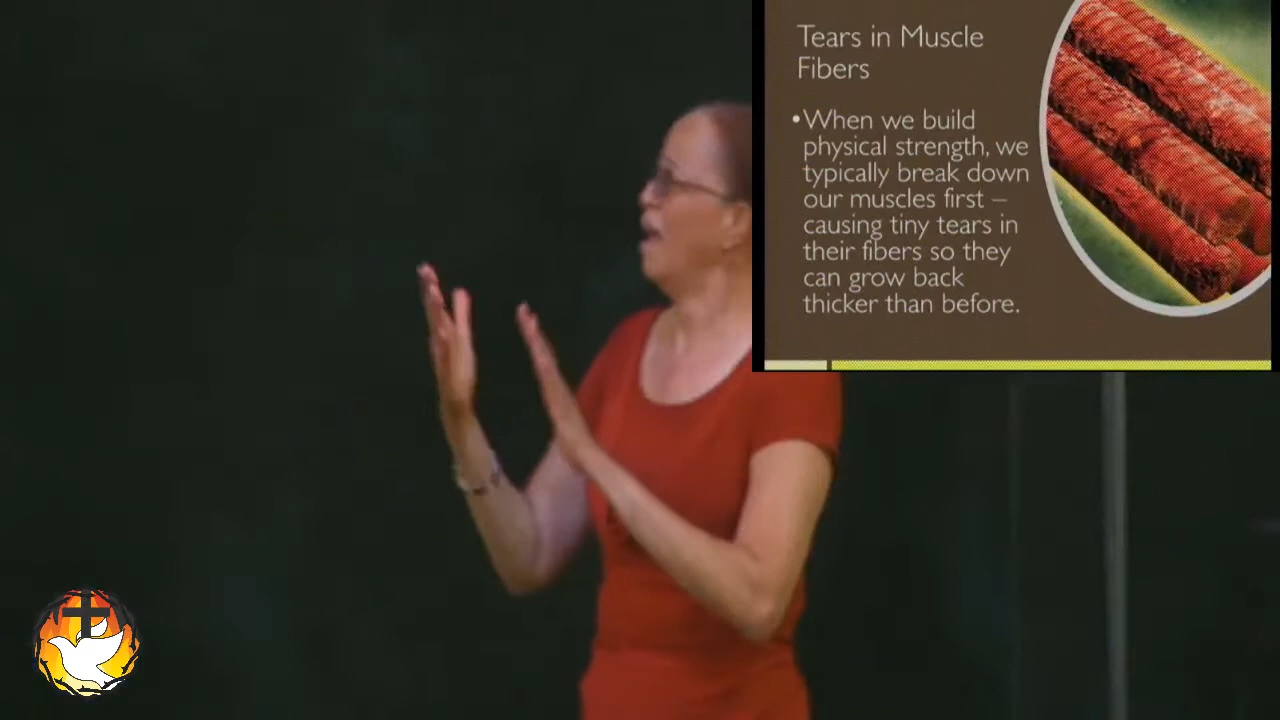 Tears in Muscle
Fibers
•When we build
physical strength, we
typically break down
our muscles first –
causing tiny tears in
their fibers so they
can grow back
thicker than before.